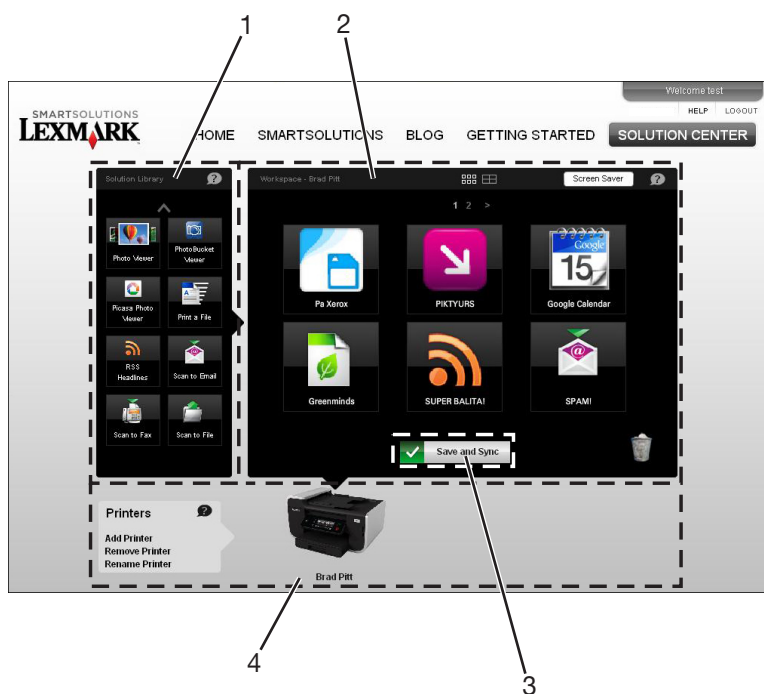 1
2
Welcome test
HELP LOGOUT
SMARTSOLUTIONS
LEXMARK
HOME SMARTSOLUTIONS BLOG GETTING STARTED SOLUTION CENTER
Solution Library ?
Workspace - Brad Pitt
Screen Saver ?
1 2 >
Photo Viewer
PhotoBucket
Viewer
Picasa Photo
Viewer
Print a File
RSS
Headlines
Scan to Email
Scan to Fax
Scan to File
Pa Xerox
PIKTYURS
Google
15
Google Calendar
Greenminds
SUPER BALITA!
@
SPAM!
Save and Sync
Printers ?
Add Printer
Remove Printer
Rename Printer
Brad Pitt
4
3